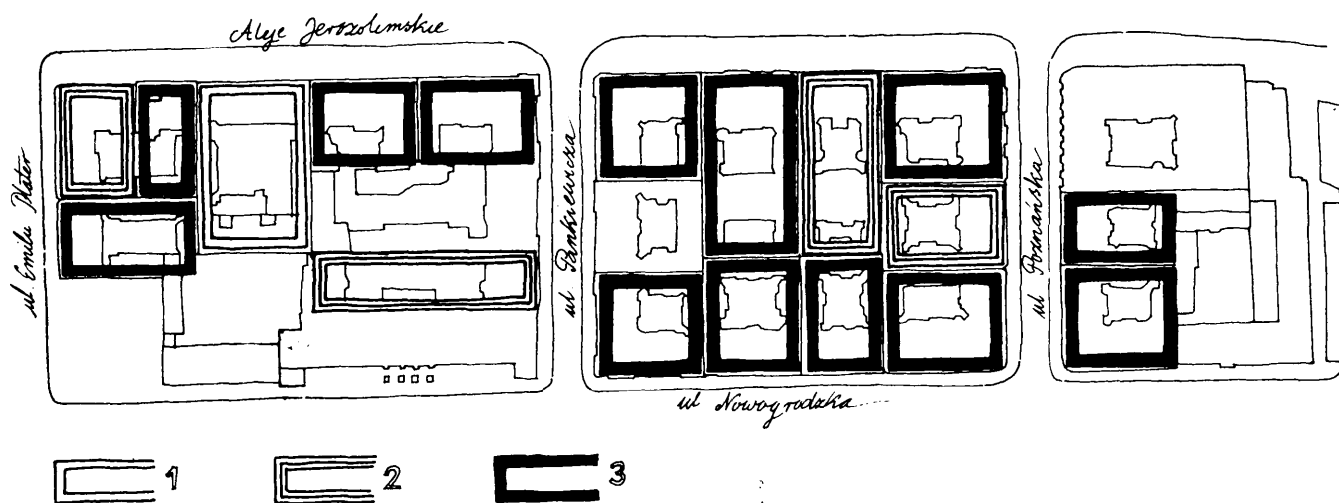 Aleje Jerozolimskie
ul Emilii Plater
ul Pankiewicza
ul Poznańska
ul Nowogrodzka
1
2
3